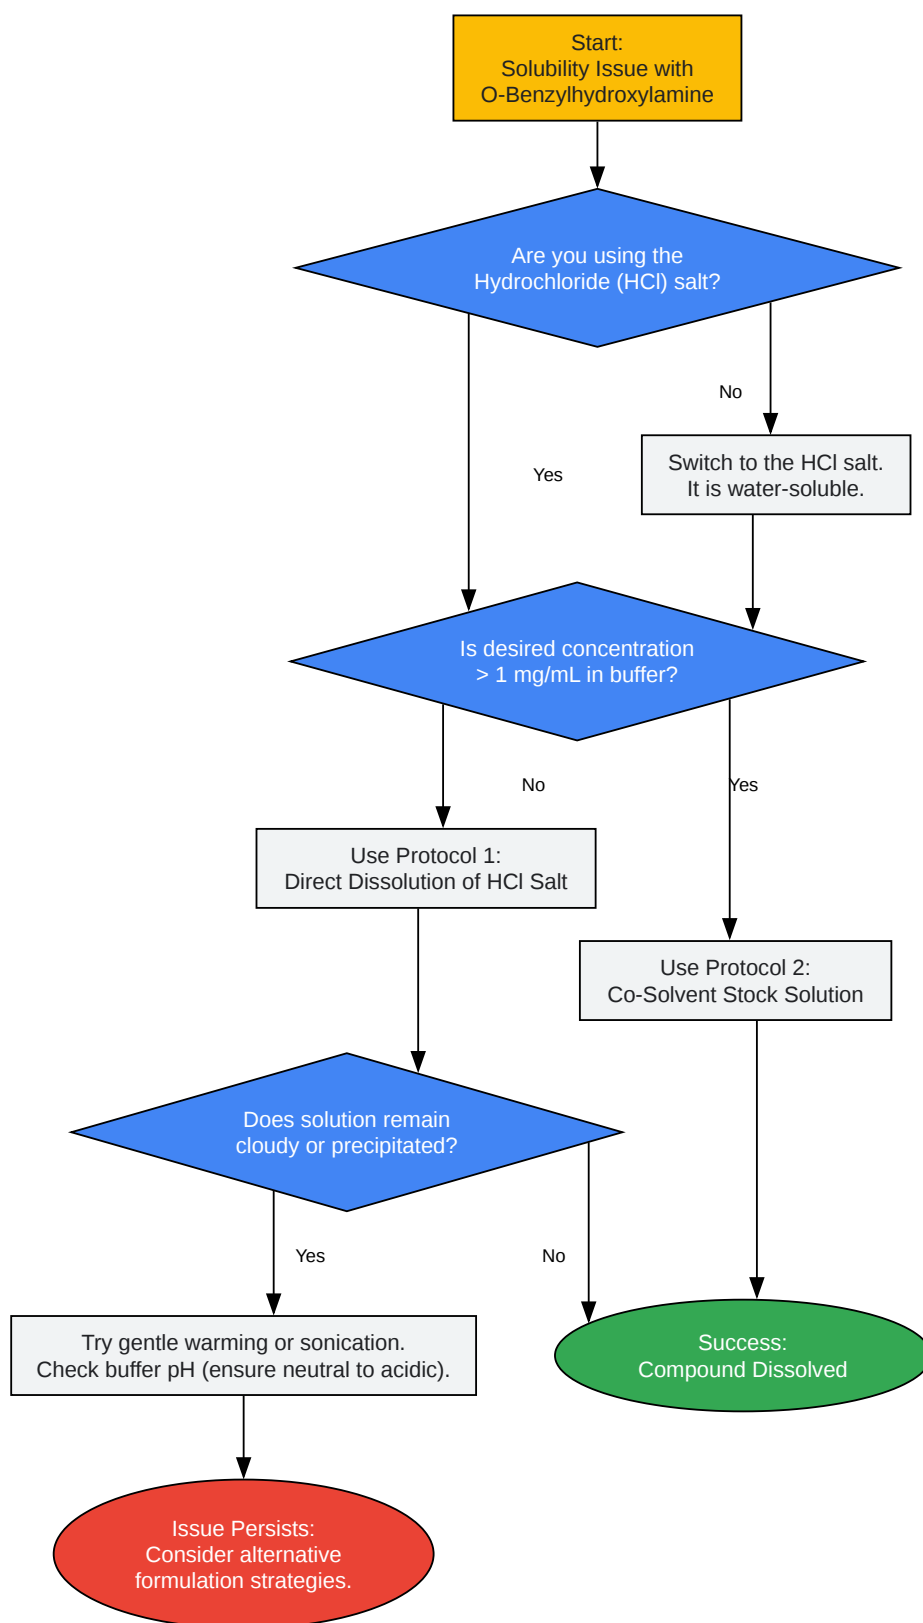 Start:
Solubility Issue with
O-Benzylhydroxylamine
Are you using the
Hydrochloride (HCl) salt?
No
Switch to the HCl salt.
It is water-soluble.
Yes
Is desired concentration
> 1 mg/mL in buffer?
No
Yes
Use Protocol 1:
Direct Dissolution of HCl Salt
Use Protocol 2:
Co-Solvent Stock Solution
Does solution remain
cloudy or precipitated?
Yes
No
Try gentle warming or sonication.
Check buffer pH (ensure neutral to acidic).
Success:
Compound Dissolved
Issue Persists:
Consider alternative
formulation strategies.